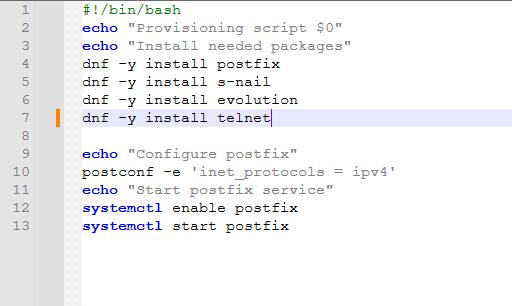 1 #!/bin/bash
2 echo "Provisioning script $0"
3 echo "Install needed packages"
4 dnf -y install postfix
5 dnf -y install s-nail
6 dnf -y install evolution
7 dnf -y install telnet
8
9 echo "Configure postfix"
10 postconf -e 'inet_protocols = ipv4'
11 echo "Start postfix service"
12 systemctl enable postfix
13 systemctl start postfix